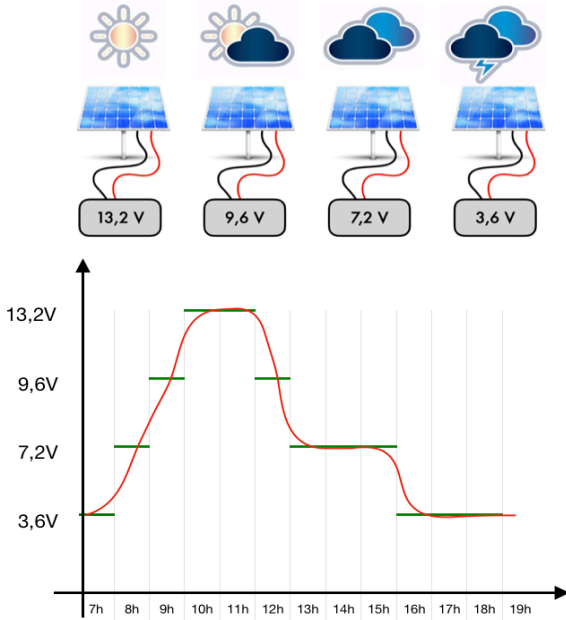 13,2 V 9,6 V 7,2 V 3,6 V
13,2V
9,6V
7,2V
3,6V
7h 8h 9h 10h 11h 12h 13h 14h 15h 16h 17h 18h 19h